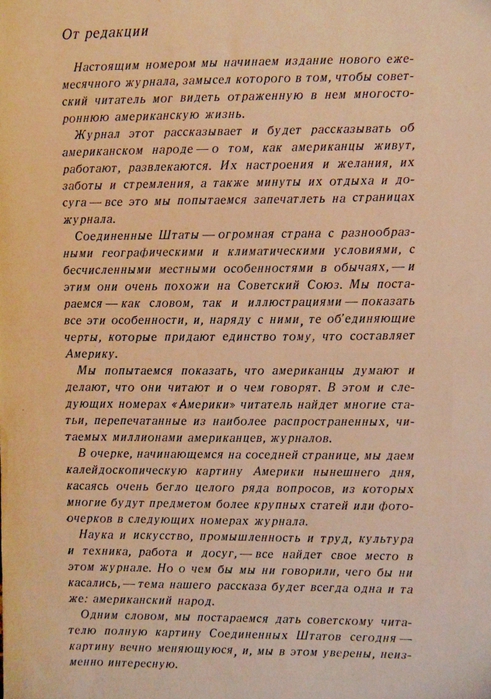 От редакции
Настоящим номером мы начинаем издание нового еже-
месячного журнала, замысел которого в том, чтобы совет-
ский читатель мог видеть отраженную в нем многосто-
роннюю американскую жизнь.
Журнал этот рассказывает и будет рассказывать об
американском народе — о том, как американцы живут,
работают, развлекаются. Их настроения и желания, их
заботы и стремления, а также минуты их отдыха и до-
суга — все это мы попытаемся запечатлеть на страницах
журнала.
Соединенные Штаты — огромная страна с разнообраз-
ными географическими и климатическими условиями, с
бесчисленными местными особенностями в обычаях, — и
этим они очень похожи на Советский Союз. Мы поста-
раемся — как словом, так и иллюстрациями — показать
все эти особенности, и, наряду с ними, те об'единяющие
черты, которые придают единство тому, что составляет
Америку.
Мы попытаемся показать, что американцы думают и
делают, что они читают и о чем говорят. В этом и сле-
дующих номерах «Америки» читатель найдет многие ста-
тьи, перепечатанные из наиболее распространенных, чи-
таемых миллионами американцев, журналов.
В очерке, начинающемся на соседней странице, мы даем
калейдоскопическую картину Америки нынешнего дня,
касаясь очень бегло целого ряда вопросов, из которых
многие будут предметом более крупных статей или фото-
очерков в следующих номерах журнала.
Наука и искусство, промышленность и труд, культура
и техника, работа и досуг, — все найдет свое место в
этом журнале. Но о чем бы мы ни говорили, чего бы ни
касались, — тема нашего рассказа будет всегда одна и та
же: американский народ.
Одним словом, мы постараемся дать советскому чита-
телю полную картину Соединенных Штатов сегодня —
картину вечно меняющуюся, и, мы в этом уверены, неиз-
менно интересную.